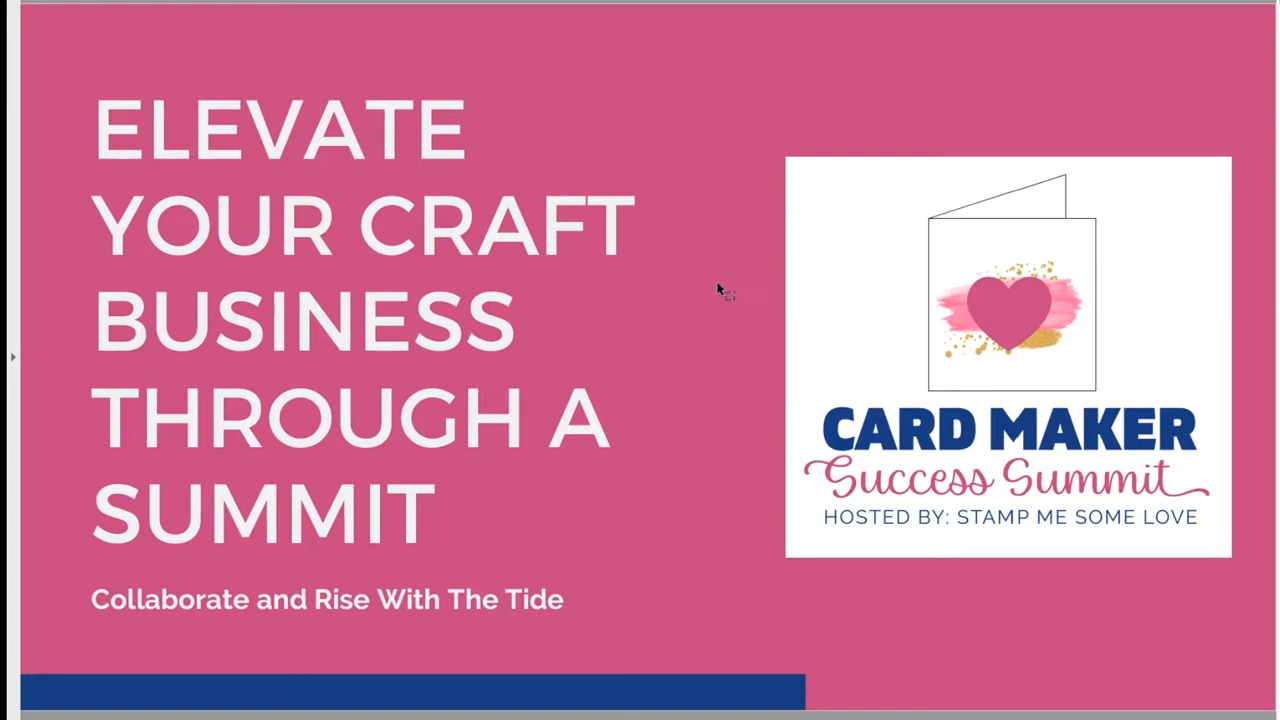 ELEVATE
YOUR CRAFT
BUSINESS
THROUGH A
SUMMIT
Collaborate and Rise With The Tide
CARD MAKER
Success Summit
HOSTED BY: STAMP ME SOME LOVE